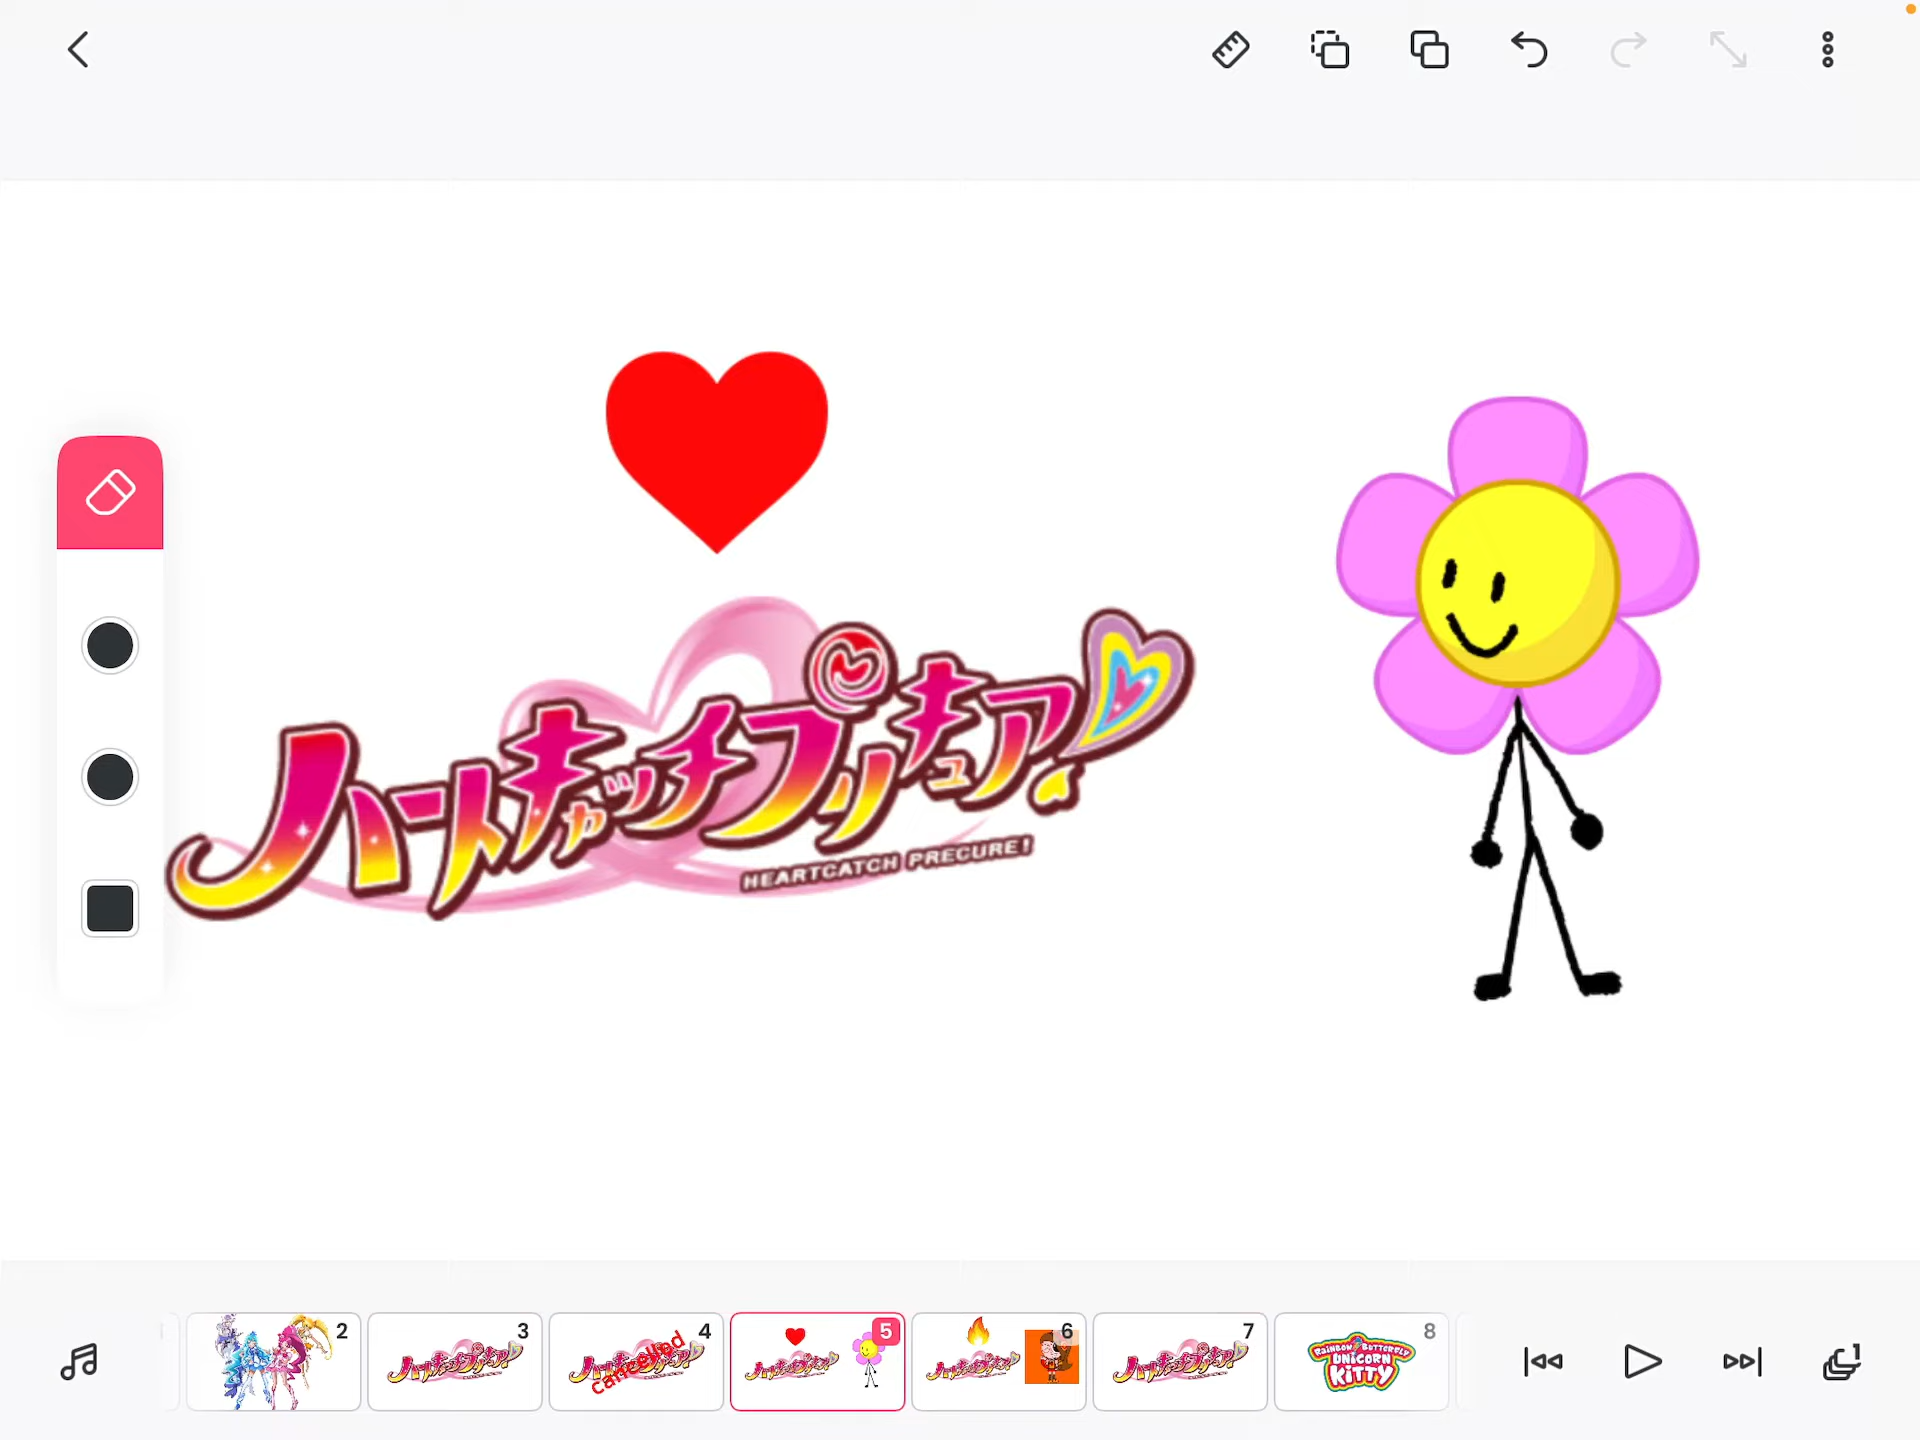 ハートキャッチプリキュア!
HEARTCATCH PRECURE!
2
3
4
cancelled
5
6
7
8
RAINBOW BUTTERFLY
UNICORN
KITTY
1